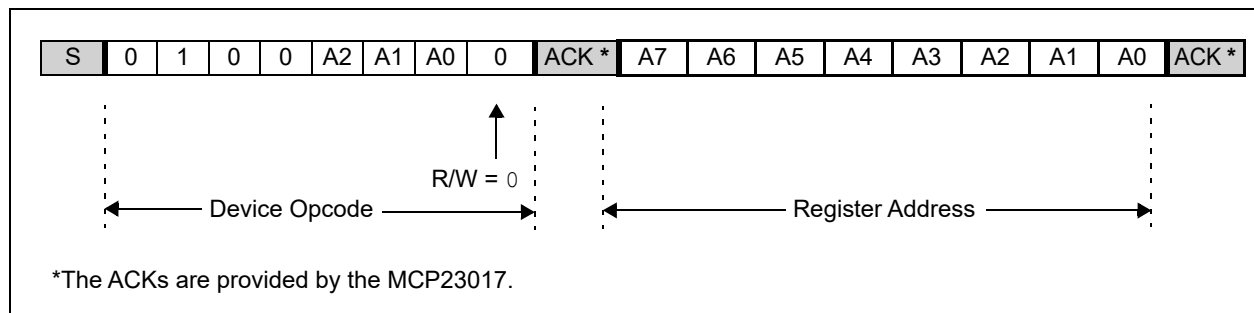 S 0 1 0 0 A2 A1 A0 0 ACK * A7 A6 A5 A4 A3 A2 A1 A0 ACK *
R/W = 0
Device Opcode
Register Address
*The ACKs are provided by the MCP23017.